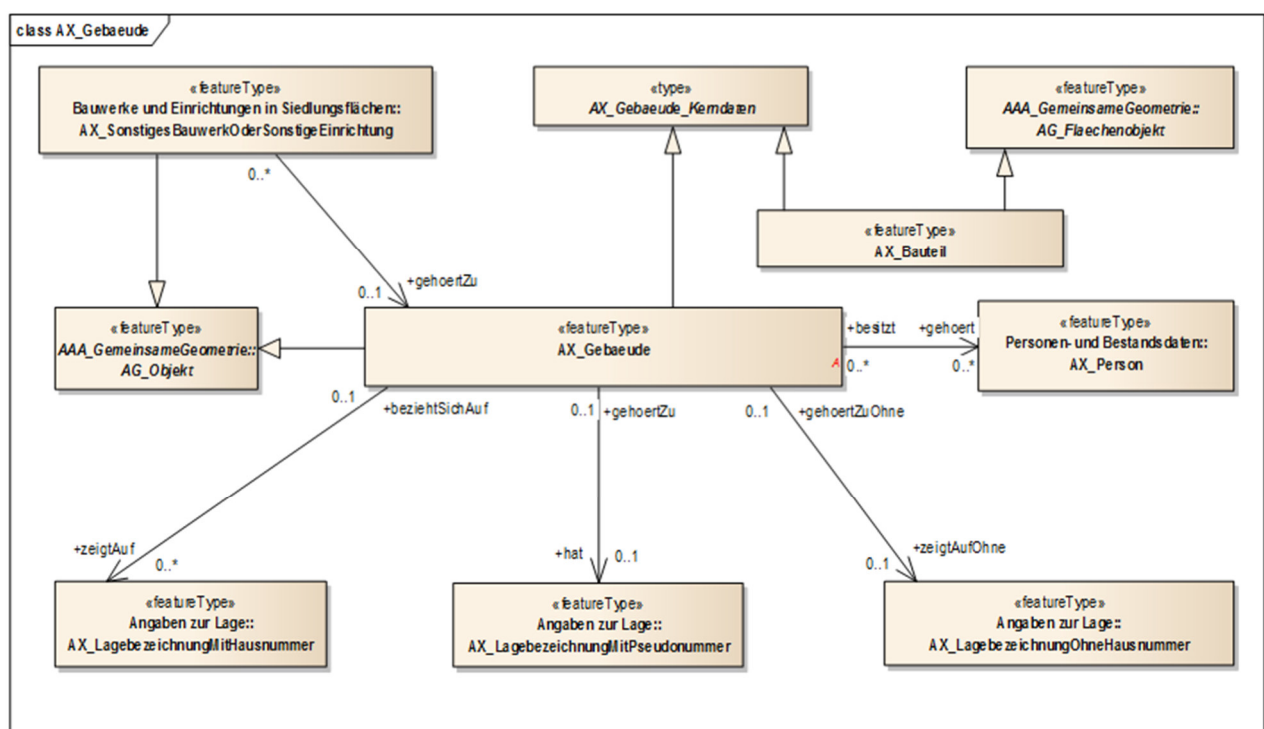 class AX_Gebaeude
«featureType»
Bauwerke und Einrichtungen in Siedlungsflächen::
AX_SonstigesBauwerkOderSonstigeEinrichtung
«type»
AX_Gebaeude_Kerndaten
«featureType»
AAA_GemeinsameGeometrie::
AG_Flaechenobjekt
0..*
«featureType»
AX_Bauteil
+gehoertZu
0..1
«featureType»
AAA_GemeinsameGeometrie::
AG_Objekt
«featureType»
AX_Gebaeude
A
+besitzt
0..*
+gehoert
0..*
«featureType»
Personen- und Bestandsdaten::
AX_Person
0..1
+beziehtSichAuf
0..1
+gehoertZu
0..1
+gehoertZuOhne
+zeigtAuf
0..*
+hat
0..1
+zeigtAufOhne
0..1
«featureType»
Angaben zur Lage::
AX_LagebezeichnungMitHausnummer
«featureType»
Angaben zur Lage::
AX_LagebezeichnungMitPseudonummer
«featureType»
Angaben zur Lage::
AX_LagebezeichnungOhneHausnummer